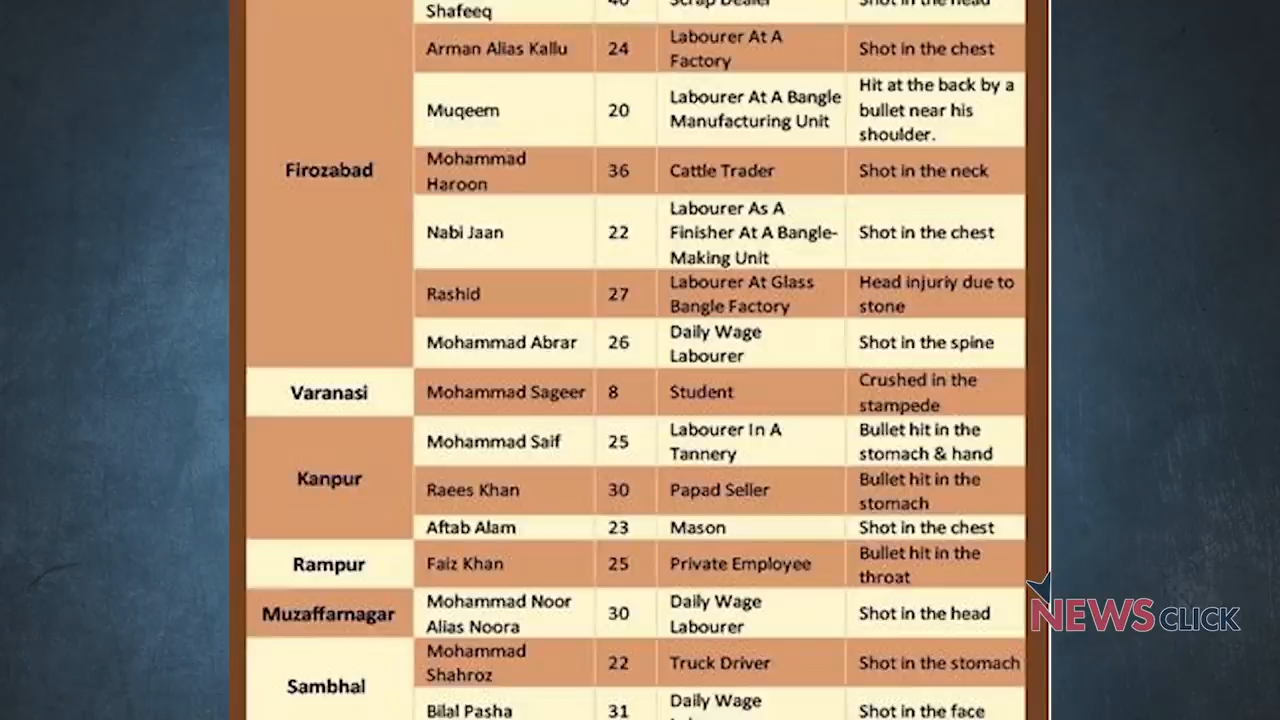 Shafeeq
40
Scrap Dealer
Shot in the head
Firozabad
Arman Alias Kallu
24
Labourer At A
Factory
Shot in the chest
Muqeem
20
Labourer At A Bangle
Manufacturing Unit
Hit at the back by a
bullet near his
shoulder.
Mohammad
Haroon
36
Cattle Trader
Shot in the neck
Nabi Jaan
22
Labourer As A
Finisher At A Bangle-
Making Unit
Shot in the chest
Rashid
27
Labourer At Glass
Bangle Factory
Head injuriy due to
stone
Mohammad Abrar
26
Daily Wage
Labourer
Shot in the spine
Varanasi
Mohammad Sageer
8
Student
Crushed in the
stampede
Kanpur
Mohammad Saif
25
Labourer In A
Tannery
Bullet hit in the
stomach & hand
Raees Khan
30
Papad Seller
Bullet hit in the
stomach
Aftab Alam
23
Mason
Shot in the chest
Rampur
Faiz Khan
25
Private Employee
Bullet hit in the
throat
Muzaffarnagar
Mohammad Noor
Alias Noora
30
Daily Wage
Labourer
Shot in the head
Sambhal
Mohammad
Shahroz
22
Truck Driver
Shot in the stomach
Bilal Pasha
31
Daily Wage
Shot in the face
NEWSCLICK